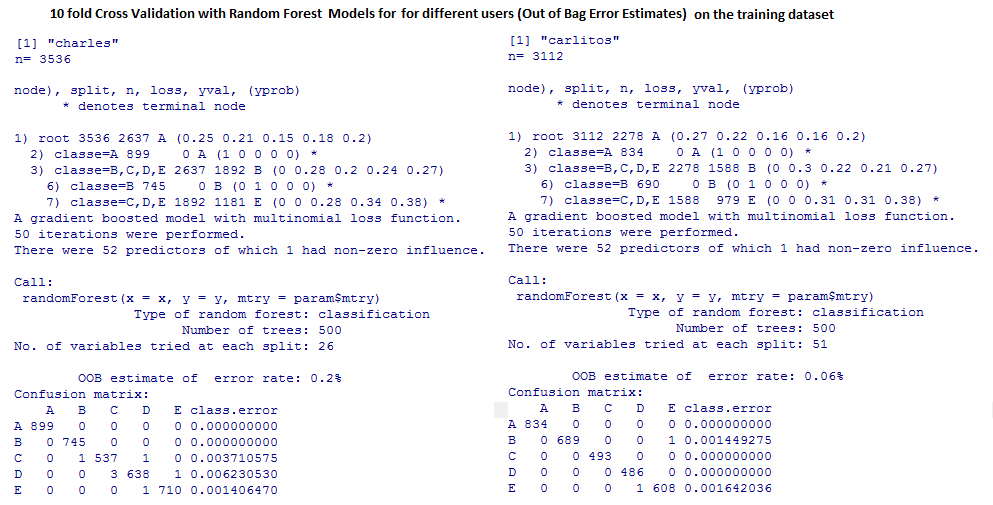 10 fold Cross Validation with Random Forest Models for for different users (Out of Bag Error Estimates) on the training dataset
[1] "charles"
n= 3536
node), split, n, loss, yval, (yprob)
* denotes terminal node
1) root 3536 2637 A (0.25 0.21 0.15 0.18 0.2)
2) classe=A 899 0 A (1 0 0 0 0) *
3) classe=B,C,D,E 2637 1892 B (0 0.28 0.2 0.24 0.27)
6) classe=B 745 0 B (0 1 0 0 0) *
7) classe=C,D,E 1892 1181 E (0 0 0.28 0.34 0.38) *
A gradient boosted model with multinomial loss function.
50 iterations were performed.
There were 52 predictors of which 1 had non-zero influence.
Call:
randomForest(x = x, y = y, mtry = param$mtry)
Type of random forest: classification
Number of trees: 500
No. of variables tried at each split: 26
OOB estimate of error rate: 0.2%
Confusion matrix:
A B C D E class.error
A 899 0 0 0 0 0.000000000
B 0 745 0 0 0 0.000000000
C 0 1 537 1 0 0.003710575
D 0 0 3 638 1 0.006230530
E 0 0 0 1 710 0.001406470
[1] "carlitos"
n= 3112
node), split, n, loss, yval, (yprob)
* denotes terminal node
1) root 3112 2278 A (0.27 0.22 0.16 0.16 0.2)
2) classe=A 834 0 A (1 0 0 0 0) *
3) classe=B,C,D,E 2278 1588 B (0 0.3 0.22 0.21 0.27)
6) classe=B 690 0 B (0 1 0 0 0) *
7) classe=C,D,E 1588 979 E (0 0 0.31 0.31 0.38) *
A gradient boosted model with multinomial loss function.
50 iterations were performed.
There were 52 predictors of which 1 had non-zero influence.
Call:
randomForest(x = x, y = y, mtry = param$mtry)
Type of random forest: classification
Number of trees: 500
No. of variables tried at each split: 51
OOB estimate of error rate: 0.06%
Confusion matrix:
A B C D E class.error
A 834 0 0 0 0 0.000000000
B 0 689 0 0 1 0.001449275
C 0 0 493 0 0 0.000000000
D 0 0 0 486 0 0.000000000
E 0 0 0 1 608 0.001642036